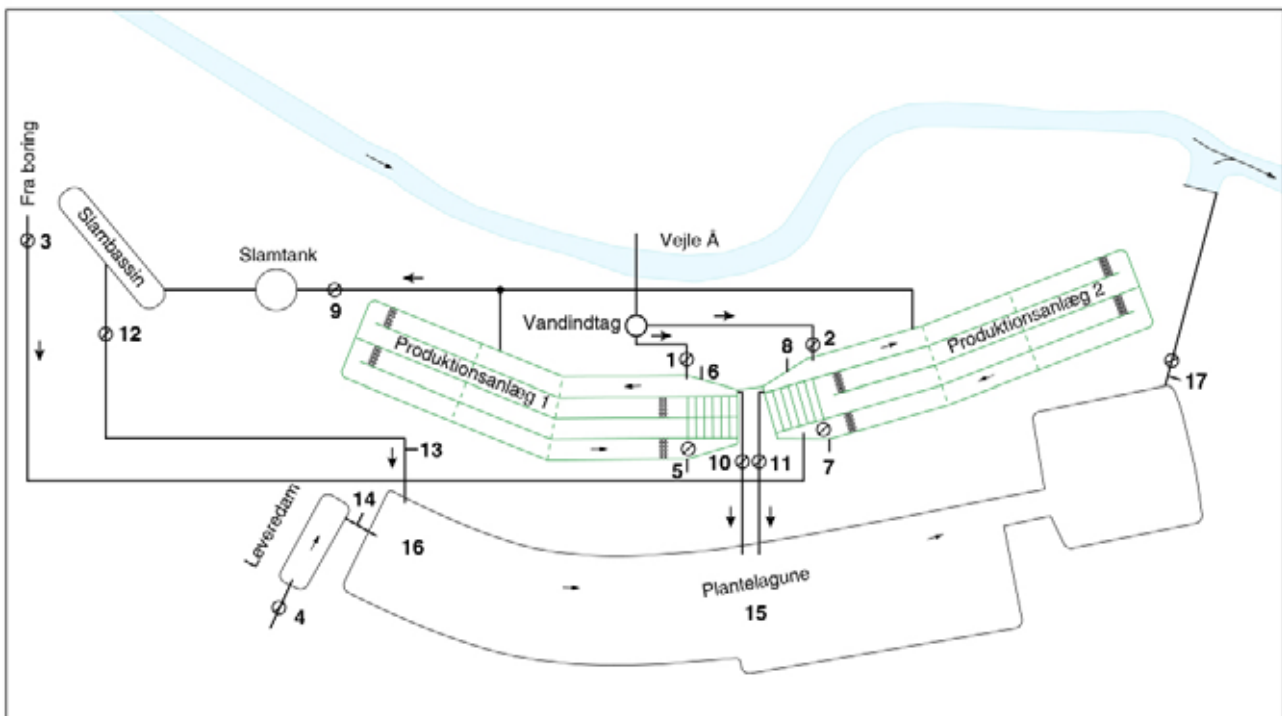 Fra boring
3
Slambassin
12
Slamtank
9
Vejle Å
Vandindtag
1
6
8
2
Produktionsanlæg 1
Produktionsanlæg 2
17
13
5
10
11
7
Leveredam
14
16
4
Plantelagune
15